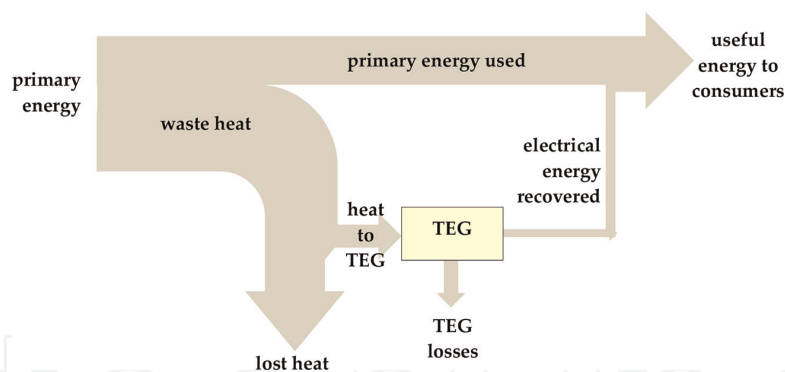 primary
energy
primary energy used
useful
energy to
consumers
waste heat
electrical
energy
recovered
heat
to
TEG
TEG
TEG
losses
lost heat